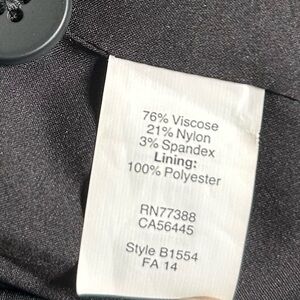 76% Viscose
21% Nylon
3% Spandex
Lining:
100% Polyester
RN77388
CA56445
Style B1554
FA 14